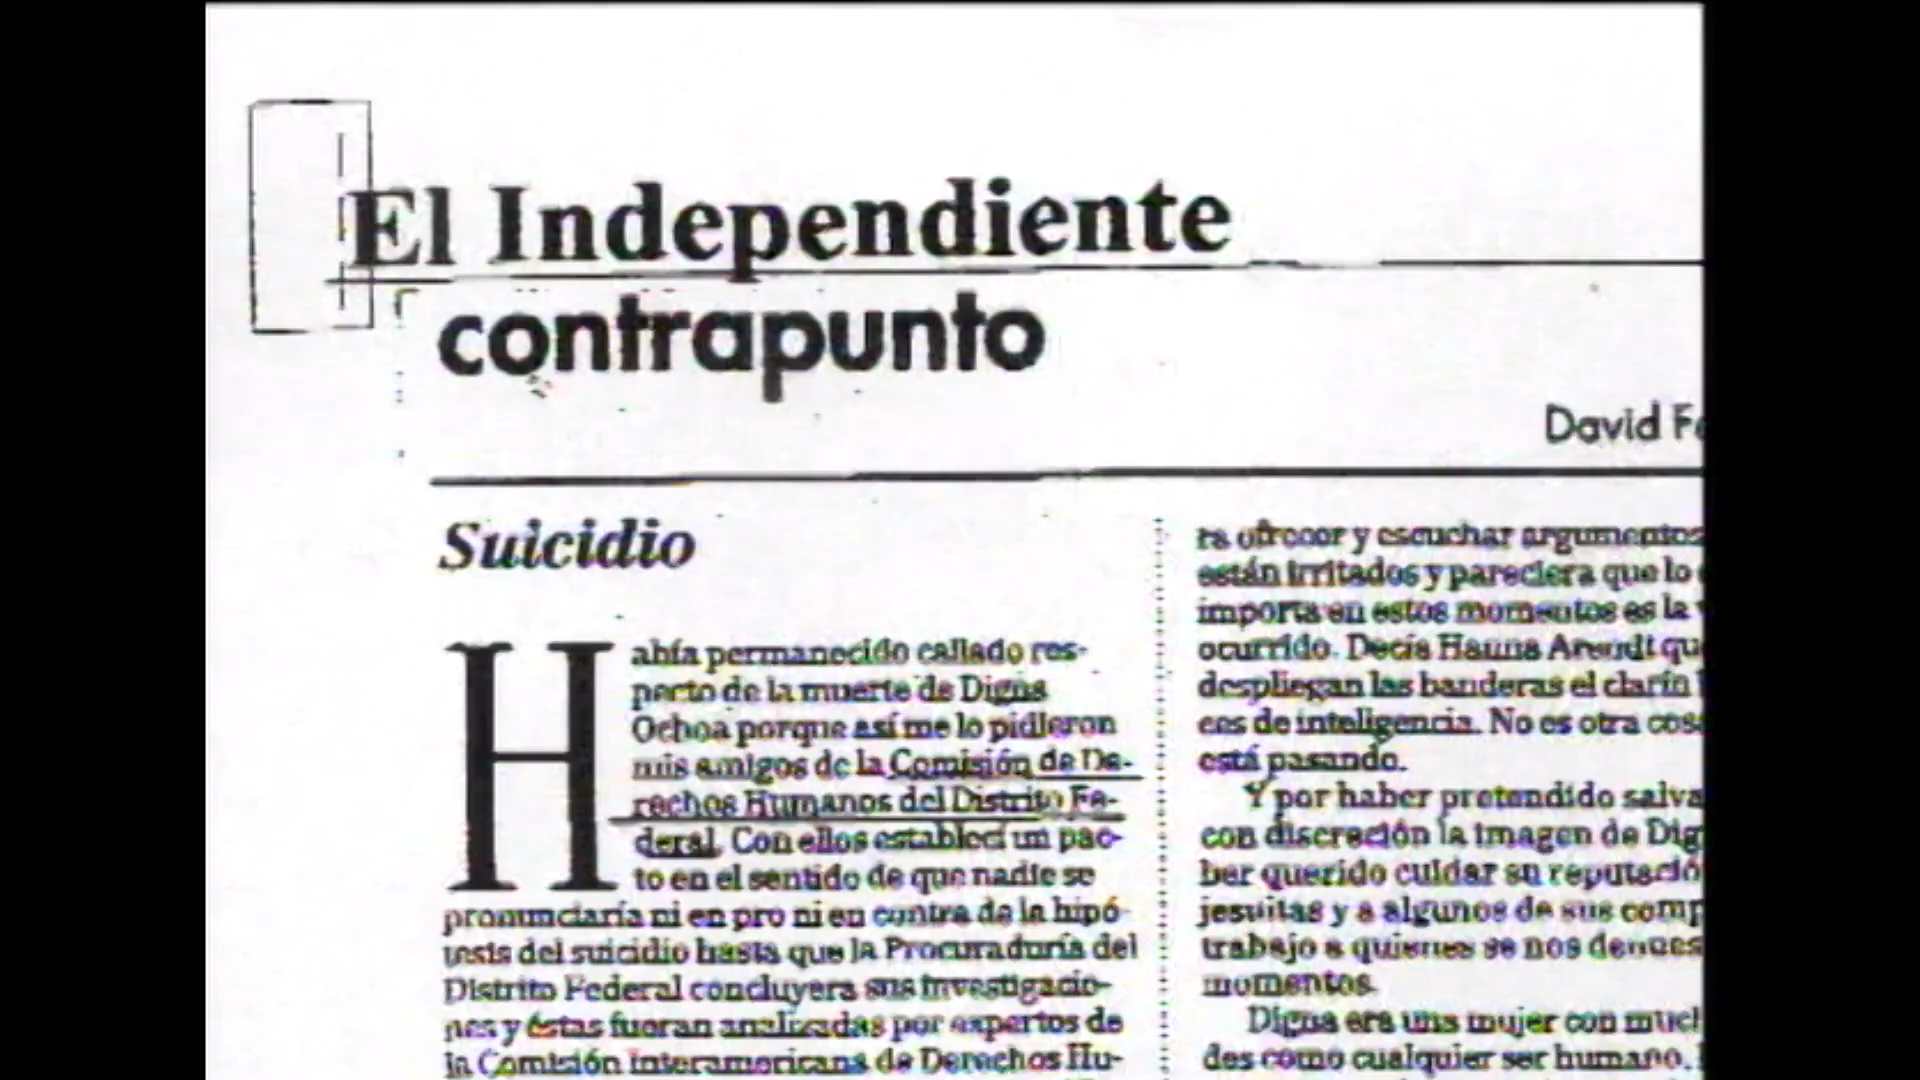 El Independiente
contrapunto
David
Suicidio
Había permanecido callado res-
pecto de la muerte de Digna
Ochoa porque así me lo pidieron
mis amigos de la Comisión de De-
rechos Humanos del Distrito Fe-
deral. Con ellos establecí un pac-
to en el sentido de que nadie se
pronunciaría ni en pro ni en contra de la hipó-
tesis del suicidio hasta que la Procuraduría del
Distrito Federal concluyera sus investigacio-
nes y éstas fueran analizadas por expertos de
la Comisión Interamericana de Derechos Hu-
ra ofrecer y escuchar argumentos
están irritados y pareciera que lo
importa en estos momentos es la
ocurrido. Decía Hanna Arendt qu
despliegan las banderas el clarín
ces de inteligencia. No es otra cosa
está pasando.
Y por haber pretendido salva
con discreción la imagen de Dig
ber querido cuidar su reputació
jesuitas y a algunos de sus comp
trabajo a quienes se nos denues
momentos.
Digna era una mujer con much
des como cualquier ser humano.